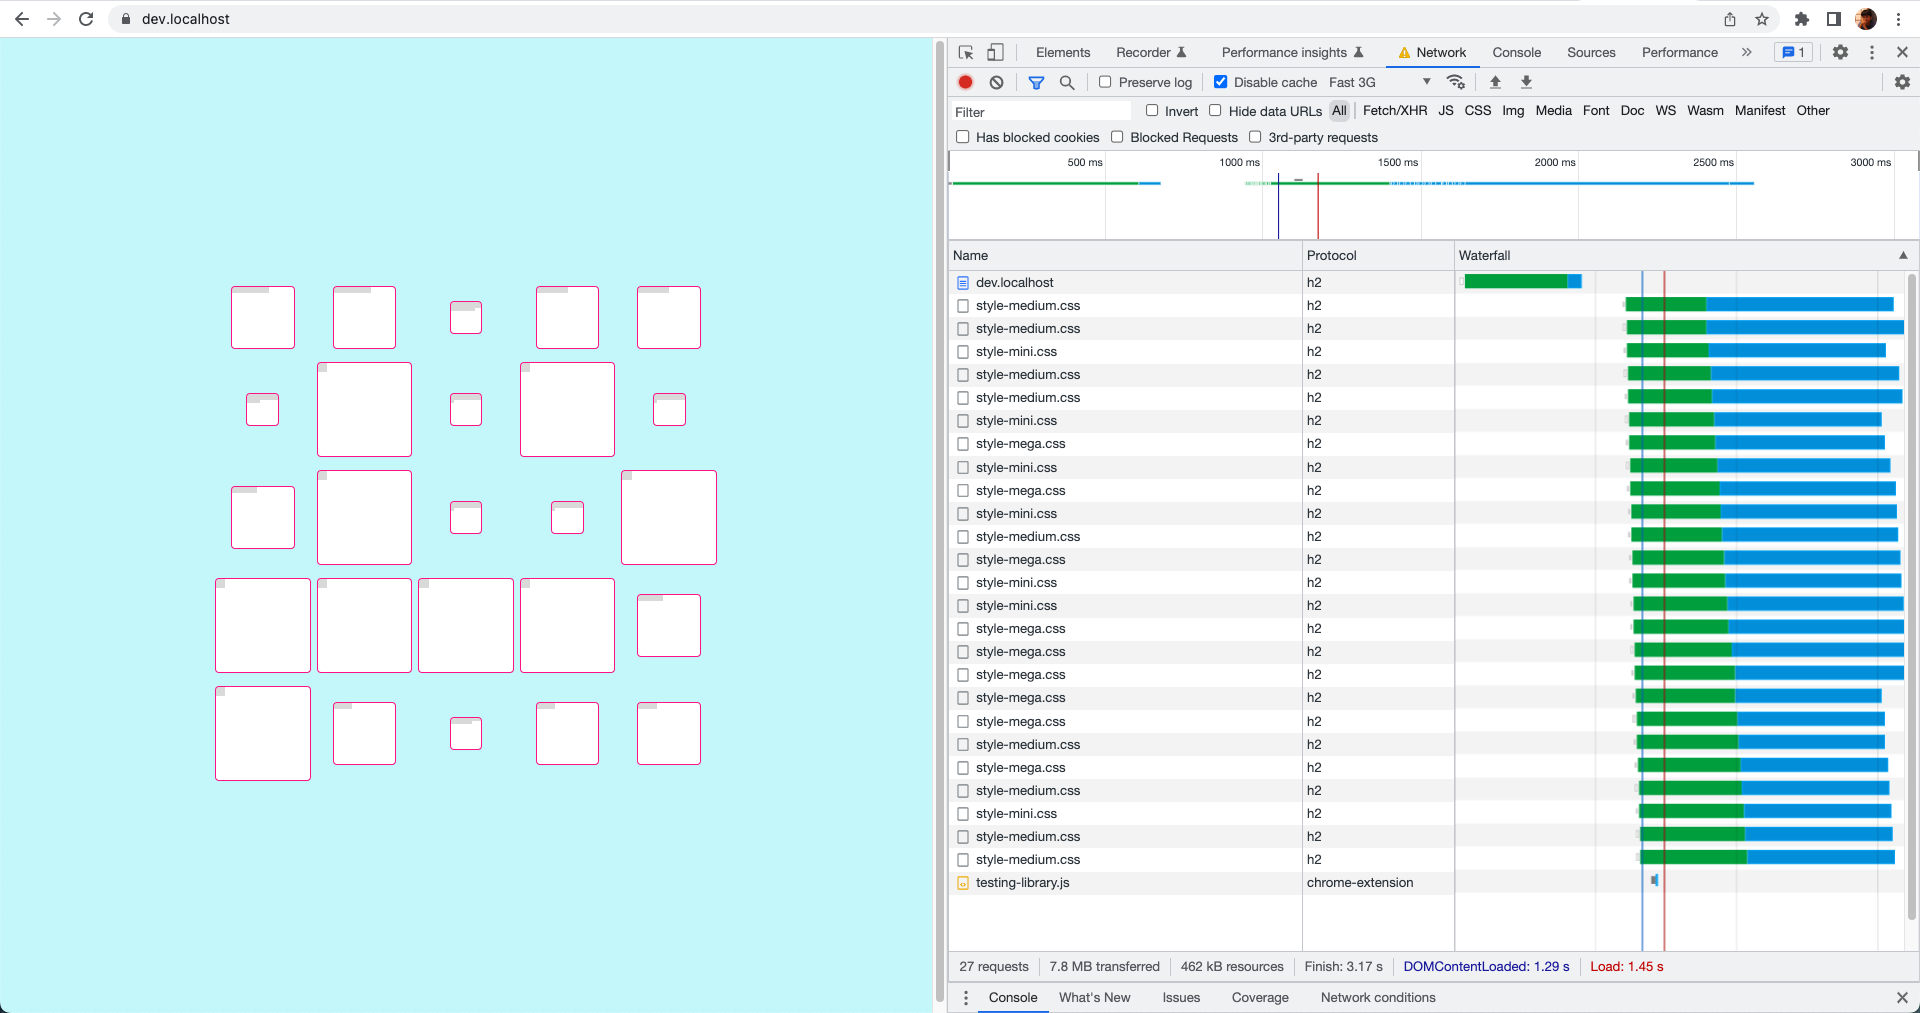 dev.localhost
Elements Recorder Performance insights Network Console Sources Performance » 1
Preserve log Disable cache Fast 3G
Filter Invert Hide data URLs All Fetch/XHR JS CSS Img Media Font Doc WS Wasm Manifest Other
Has blocked cookies Blocked Requests 3rd-party requests
500 ms 1000 ms 1500 ms 2000 ms 2500 ms 3000 ms
Name Protocol Waterfall
dev.localhost h2
style-medium.css h2
style-medium.css h2
style-mini.css h2
style-medium.css h2
style-medium.css h2
style-mini.css h2
style-mega.css h2
style-mini.css h2
style-mega.css h2
style-mini.css h2
style-medium.css h2
style-mega.css h2
style-mini.css h2
style-mini.css h2
style-mega.css h2
style-mega.css h2
style-mega.css h2
style-mega.css h2
style-mega.css h2
style-medium.css h2
style-mega.css h2
style-medium.css h2
style-mini.css h2
style-medium.css h2
style-medium.css h2
testing-library.js chrome-extension
27 requests 7.8 MB transferred 462 kB resources Finish: 3.17 s DOMContentLoaded: 1.29 s Load: 1.45 s
Console What's New Issues Coverage Network conditions